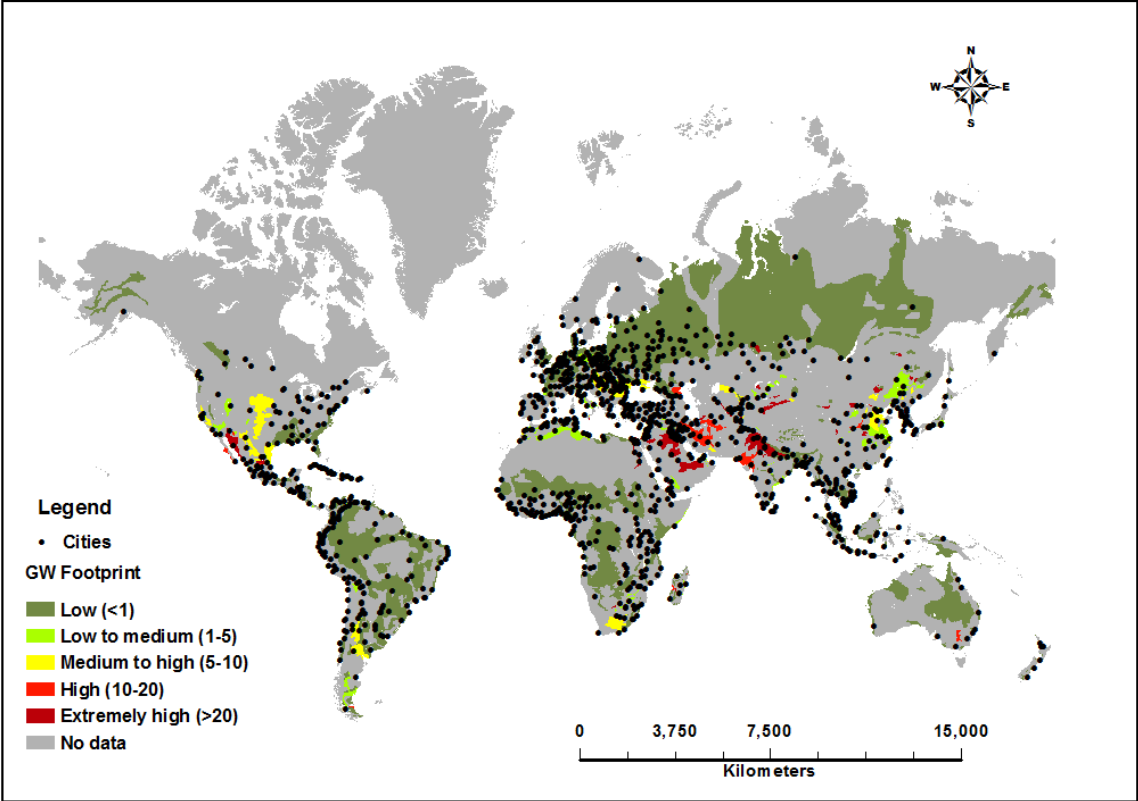 N
W E
S
Legend
Cities
GW Footprint
Low (<1)
Low to medium (1-5)
Medium to high (5-10)
High (10-20)
Extremely high (>20)
No data
0 3,750 7,500 15,000
Kilometers